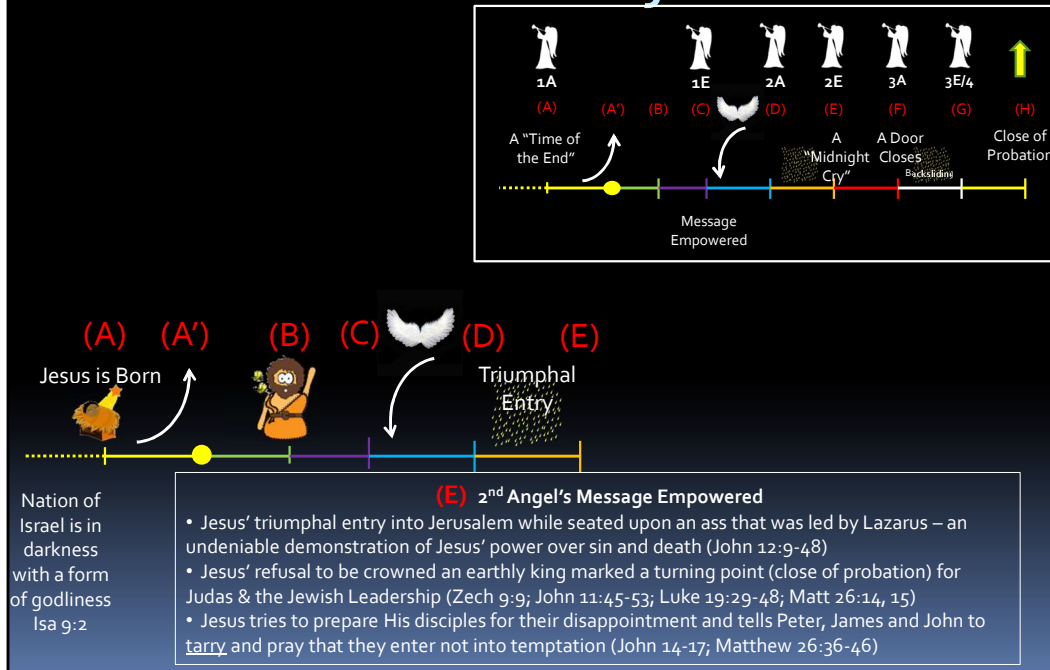 1A 1E 2A 2E 3A 3E/4
(A) (A') (B) (C) (D) (E) (F) (G) (H)
A "Time of
the End"
A
"Midnight
Cry"
A Door
Closes
Backsliding
Close of
Probation
Message
Empowered
(A) (A') (B) (C) (D) (E)
Jesus is Born
Triumphal
Entry
Nation of
Israel is in
darkness
with a form
of godliness
Isa 9:2
(E) 2nd Angel's Message Empowered
• Jesus' triumphal entry into Jerusalem while seated upon an ass that was led by Lazarus – an
undeniable demonstration of Jesus' power over sin and death (John 12:9-48)
• Jesus' refusal to be crowned an earthly king marked a turning point (close of probation) for
Judas & the Jewish Leadership (Zech 9:9; John 11:45-53; Luke 19:29-48; Matt 26:14, 15)
• Jesus tries to prepare His disciples for their disappointment and tells Peter, James and John to
tarry and pray that they enter not into temptation (John 14-17; Matthew 26:36-46)